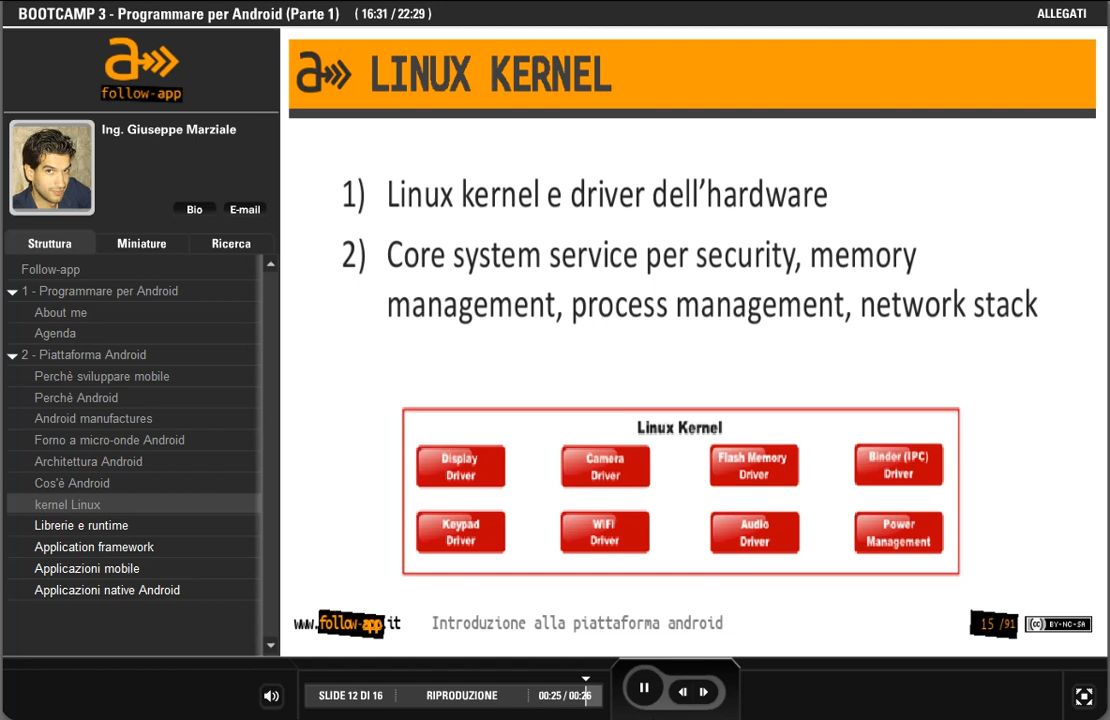 BOOTCAMP 3 - Programmare per Android (Parte 1) ( 16:31 / 22:29 )
ALLEGATI
a
follow-app
Ing. Giuseppe Marziale
Bio
E-mail
Struttura
Miniature
Ricerca
Follow-app
1 - Programmare per Android
About me
Agenda
2 - Piattaforma Android
Perchè sviluppare mobile
Perchè Android
Android manufactures
Forno a micro-onde Android
Architettura Android
Cos'è Android
kernel Linux
Librerie e runtime
Application framework
Applicazioni mobile
Applicazioni native Android
a LINUX KERNEL
1) Linux kernel e driver dell’hardware
2) Core system service per security, memory
management, process management, network stack
Linux Kernel
Display
Driver
Camera
Driver
Flash Memory
Driver
Binder (IPC)
Driver
Keypad
Driver
WiFi
Driver
Audio
Driver
Power
Management
www.follow-app.it
Introduzione alla piattaforma android
15 /91
(cc) BY-NC-SA
SLIDE 12 DI 16
RIPRODUZIONE
00:25 / 00:26